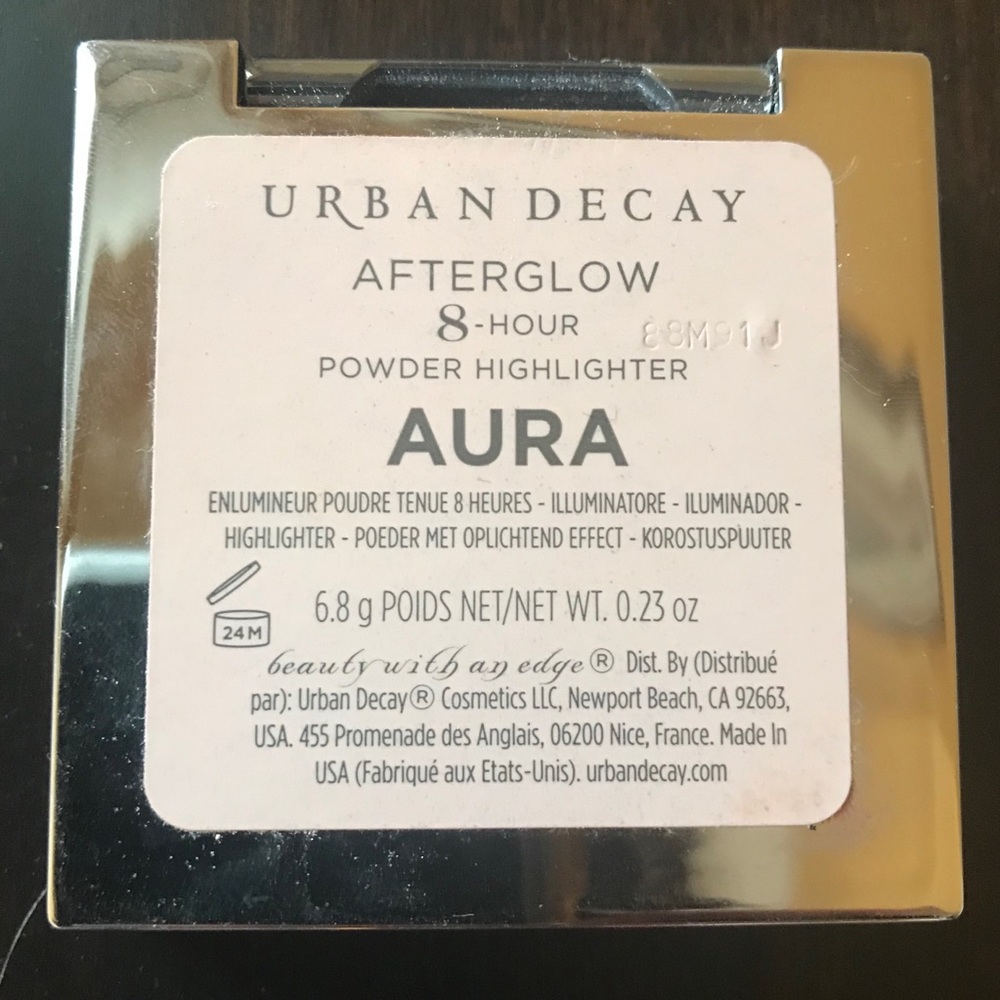 URBAN DECAY
AFTERGLOW
8-HOUR
POWDER HIGHLIGHTER
AURA
ENLUMINEUR POUDRE TENUE 8 HEURES - ILLUMINATORE - ILUMINADOR -
HIGHLIGHTER - POEDER MET OPLICHTEND EFFECT - KOROSTUSPUUTER
24M
6.8 g POIDS NET/NET WT. 0.23 oz
beauty with an edge® Dist. By (Distribué
par): Urban Decay® Cosmetics LLC, Newport Beach, CA 92663,
USA. 455 Promenade des Anglais, 06200 Nice, France. Made In
USA (Fabriqué aux Etats-Unis). urbandecay.com